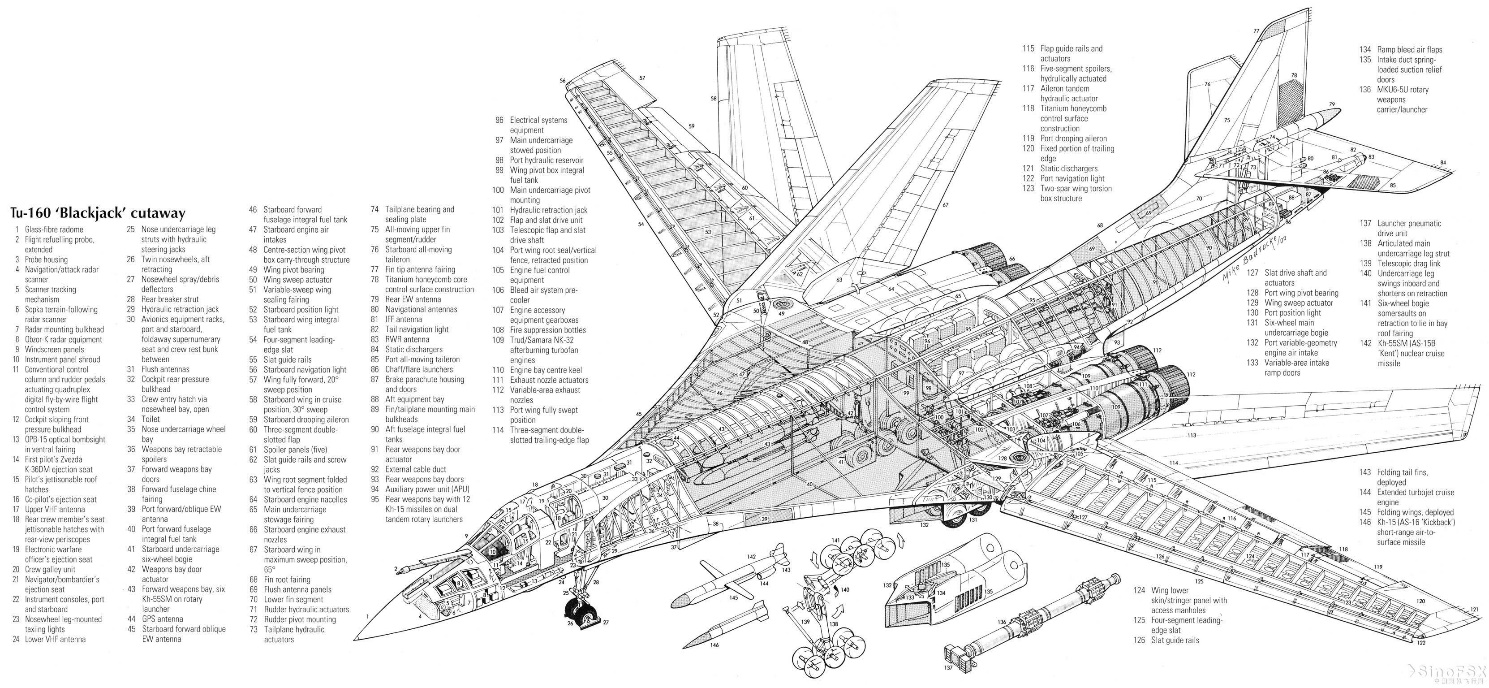 Tu-160 'Blackjack' cutaway
1 Glass-fibre radome
2 Flight refuelling probe,
extended
3 Probe housing
4 Navigation/attack radar
scanner
5 Scanner tracking
mechanism
6 Sopka terrain-following
radar scanner
7 Radar mounting bulkhead
8 Obzor K radar equipment
9 Windscreen panels
10 Instrument panel shroud
11 Conventional control
column and rudder pedals
actuating quadruplex
digital fly-by-wire flight
control system
12 Cockpit sloping front
pressure bulkhead
13 OPB-15 optical bombsight
in ventral fairing
14 First pilot's Zvezda
K 36DM ejection seat
15 Pilot's jettisonable roof
hatches
16 Co-pilot's ejection seat
17 Upper VHF antenna
18 Rear crew member's seat
jettisonable hatches with
rear-view periscopes
19 Electronic warfare
officer's ejection seat
20 Crew galley unit
21 Navigator/bombardier's
ejection seat
22 Instrument consoles, port
and starboard
23 Nosewheel leg-mounted
taxiing lights
24 Lower VHF antenna
25 Nose undercarriage leg
struts with hydraulic
steering jacks
26 Twin nosewheels, aft
retracting
27 Nosewheel spray/debris
deflectors
28 Rear breaker strut
29 Hydraulic retraction jack
30 Avionics equipment racks,
port and starboard,
foldaway supernumerary
seat and crew rest bunk
between
31 Flush antennas
32 Cockpit rear pressure
bulkhead
33 Crew entry hatch via
nosewheel bay, open
34 Toilet
35 Nose undercarriage wheel
bay
36 Weapons bay retractable
spoilers
37 Forward weapons bay
doors
38 Forward fuselage chine
fairing
39 Port forward/oblique EW
antenna
40 Port forward fuselage
integral fuel tank
41 Starboard undercarriage
six-wheel bogie
42 Weapons bay door
actuator
43 Forward weapons bay, six
Kh-55SM on rotary
launcher
44 GPS antenna
45 Starboard forward oblique
EW antenna
46 Starboard forward
fuselage integral fuel tank
47 Starboard engine air
intakes
48 Centre-section wing pivot
box carry-through structure
49 Wing pivot bearing
50 Wing sweep actuator
51 Variable-sweep wing
sealing fairing
52 Starboard position light
53 Starboard wing integral
fuel tank
54 Four-segment leading-
edge slat
55 Slat guide rails
56 Starboard navigation light
57 Wing fully forward, 20°
sweep position
58 Starboard wing in cruise
position, 30° sweep
59 Starboard drooping aileron
60 Three-segment double-
slotted flap
61 Spoiler panels (five)
62 Slat guide rails and screw
jacks
63 Wing root segment folded
to vertical fence position
64 Starboard engine nacelles
65 Main undercarriage
stowage fairing
66 Starboard engine exhaust
nozzles
67 Starboard wing in
maximum sweep position,
65°
68 Fin root fairing
69 Flush antenna panels
70 Lower fin segment
71 Rudder hydraulic actuators
72 Rudder pivot mounting
73 Tailplane hydraulic
actuators
74 Tailplane bearing and
sealing plate
75 All-moving upper fin
segment/rudder
76 Starboard all-moving
taileron
77 Fin tip antenna fairing
78 Titanium honeycomb core
control surface construction
79 Rear EW antenna
80 Navigational antennas
81 IFF antenna
82 Tail navigation light
83 RWR antenna
84 Static dischargers
85 Port all-moving taileron
86 Chaff/flare launchers
87 Brake parachute housing
and doors
88 Aft equipment bay
89 Fin/tailplane mounting main
bulkheads
90 Aft fuselage integral fuel
tanks
91 Rear weapons bay door
actuator
92 External cable duct
93 Rear weapons bay doors
94 Auxiliary power unit (APU)
95 Rear weapons bay with 12
Kh-15 missiles on dual
tandem rotary launchers
96 Electrical systems
equipment
97 Main undercarriage
stowed position
98 Port hydraulic reservoir
99 Wing pivot box integral
fuel tank
100 Main undercarriage pivot
mounting
101 Hydraulic retraction jack
102 Flap and slat drive unit
103 Telescopic flap and slat
drive shaft
104 Port wing root seal/vertical
fence, retracted position
105 Engine fuel control
equipment
106 Bleed air system pre-
cooler
107 Engine accessory
equipment gearboxes
108 Fire suppression bottles
109 Trud/Samara NK-32
afterburning turbofan
engines
110 Engine bay centre keel
111 Exhaust nozzle actuators
112 Variable-area exhaust
nozzles
113 Port wing fully swept
position
114 Three-segment double-
slotted trailing-edge flap
115 Flap guide rails and
actuators
116 Five-segment spoilers,
hydrulically actuated
117 Aileron tandem
hydraulic actuator
118 Titanium honeycomb
control surface
construction
119 Port drooping aileron
120 Fixed portion of trailing
edge
121 Static dischargers
122 Port navigation light
123 Two-spar wing torsion
box structure
124 Wing lower
skin/stringer panel with
access manholes
125 Four-segment leading-
edge slat
126 Slat guide rails
127 Slat drive shaft and
actuators
128 Port wing pivot bearing
129 Wing sweep actuator
130 Port position light
131 Six-wheel main
undercarriage bogie
132 Port variable-geometry
engine air intake
133 Variable-area intake
ramp doors
134 Ramp bleed air flaps
135 Intake duct spring-
loaded suction relief
doors
136 MKU6-5U rotary
weapons
carrier/launcher
137 Launcher pneumatic
drive unit
138 Articulated main
undercarriage leg strut
139 Telescopic drag link
140 Undercarriage leg
swings inboard and
shortens on retraction
141 Six-wheel bogie
somersaults on
retraction to lie in bay
roof fairing
142 Kh-55SM (AS-15B
'Kent') nuclear cruise
missile
143 Folding tail fins,
deployed
144 Extended turbojet cruise
engine
145 Folding wings, deployed
146 Kh-15 (AS-16 'Kickback')
short-range air-to-
surface missile
Mike Badrocke/99
SinoFSX